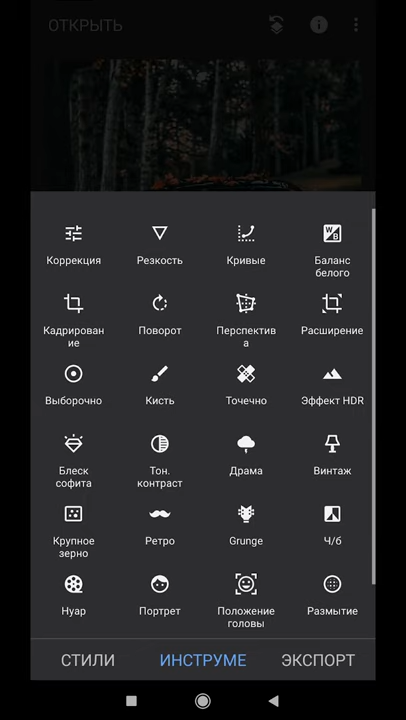 ОТКРЫТЬ
Коррекция
Резкость
Кривые
Баланс
белого
Кадрирован
ие
Поворот
Перспектив
а
Расширение
Выборочно
Кисть
Точечно
Эффект HDR
Блеск
софита
Тон.
контраст
Драма
Винтаж
Крупное
зерно
Ретро
Grunge
Ч/б
Нуар
Портрет
Положение
головы
Размытие
СТИЛИ
ИНСТРУМЕ
ЭКСПОРТ